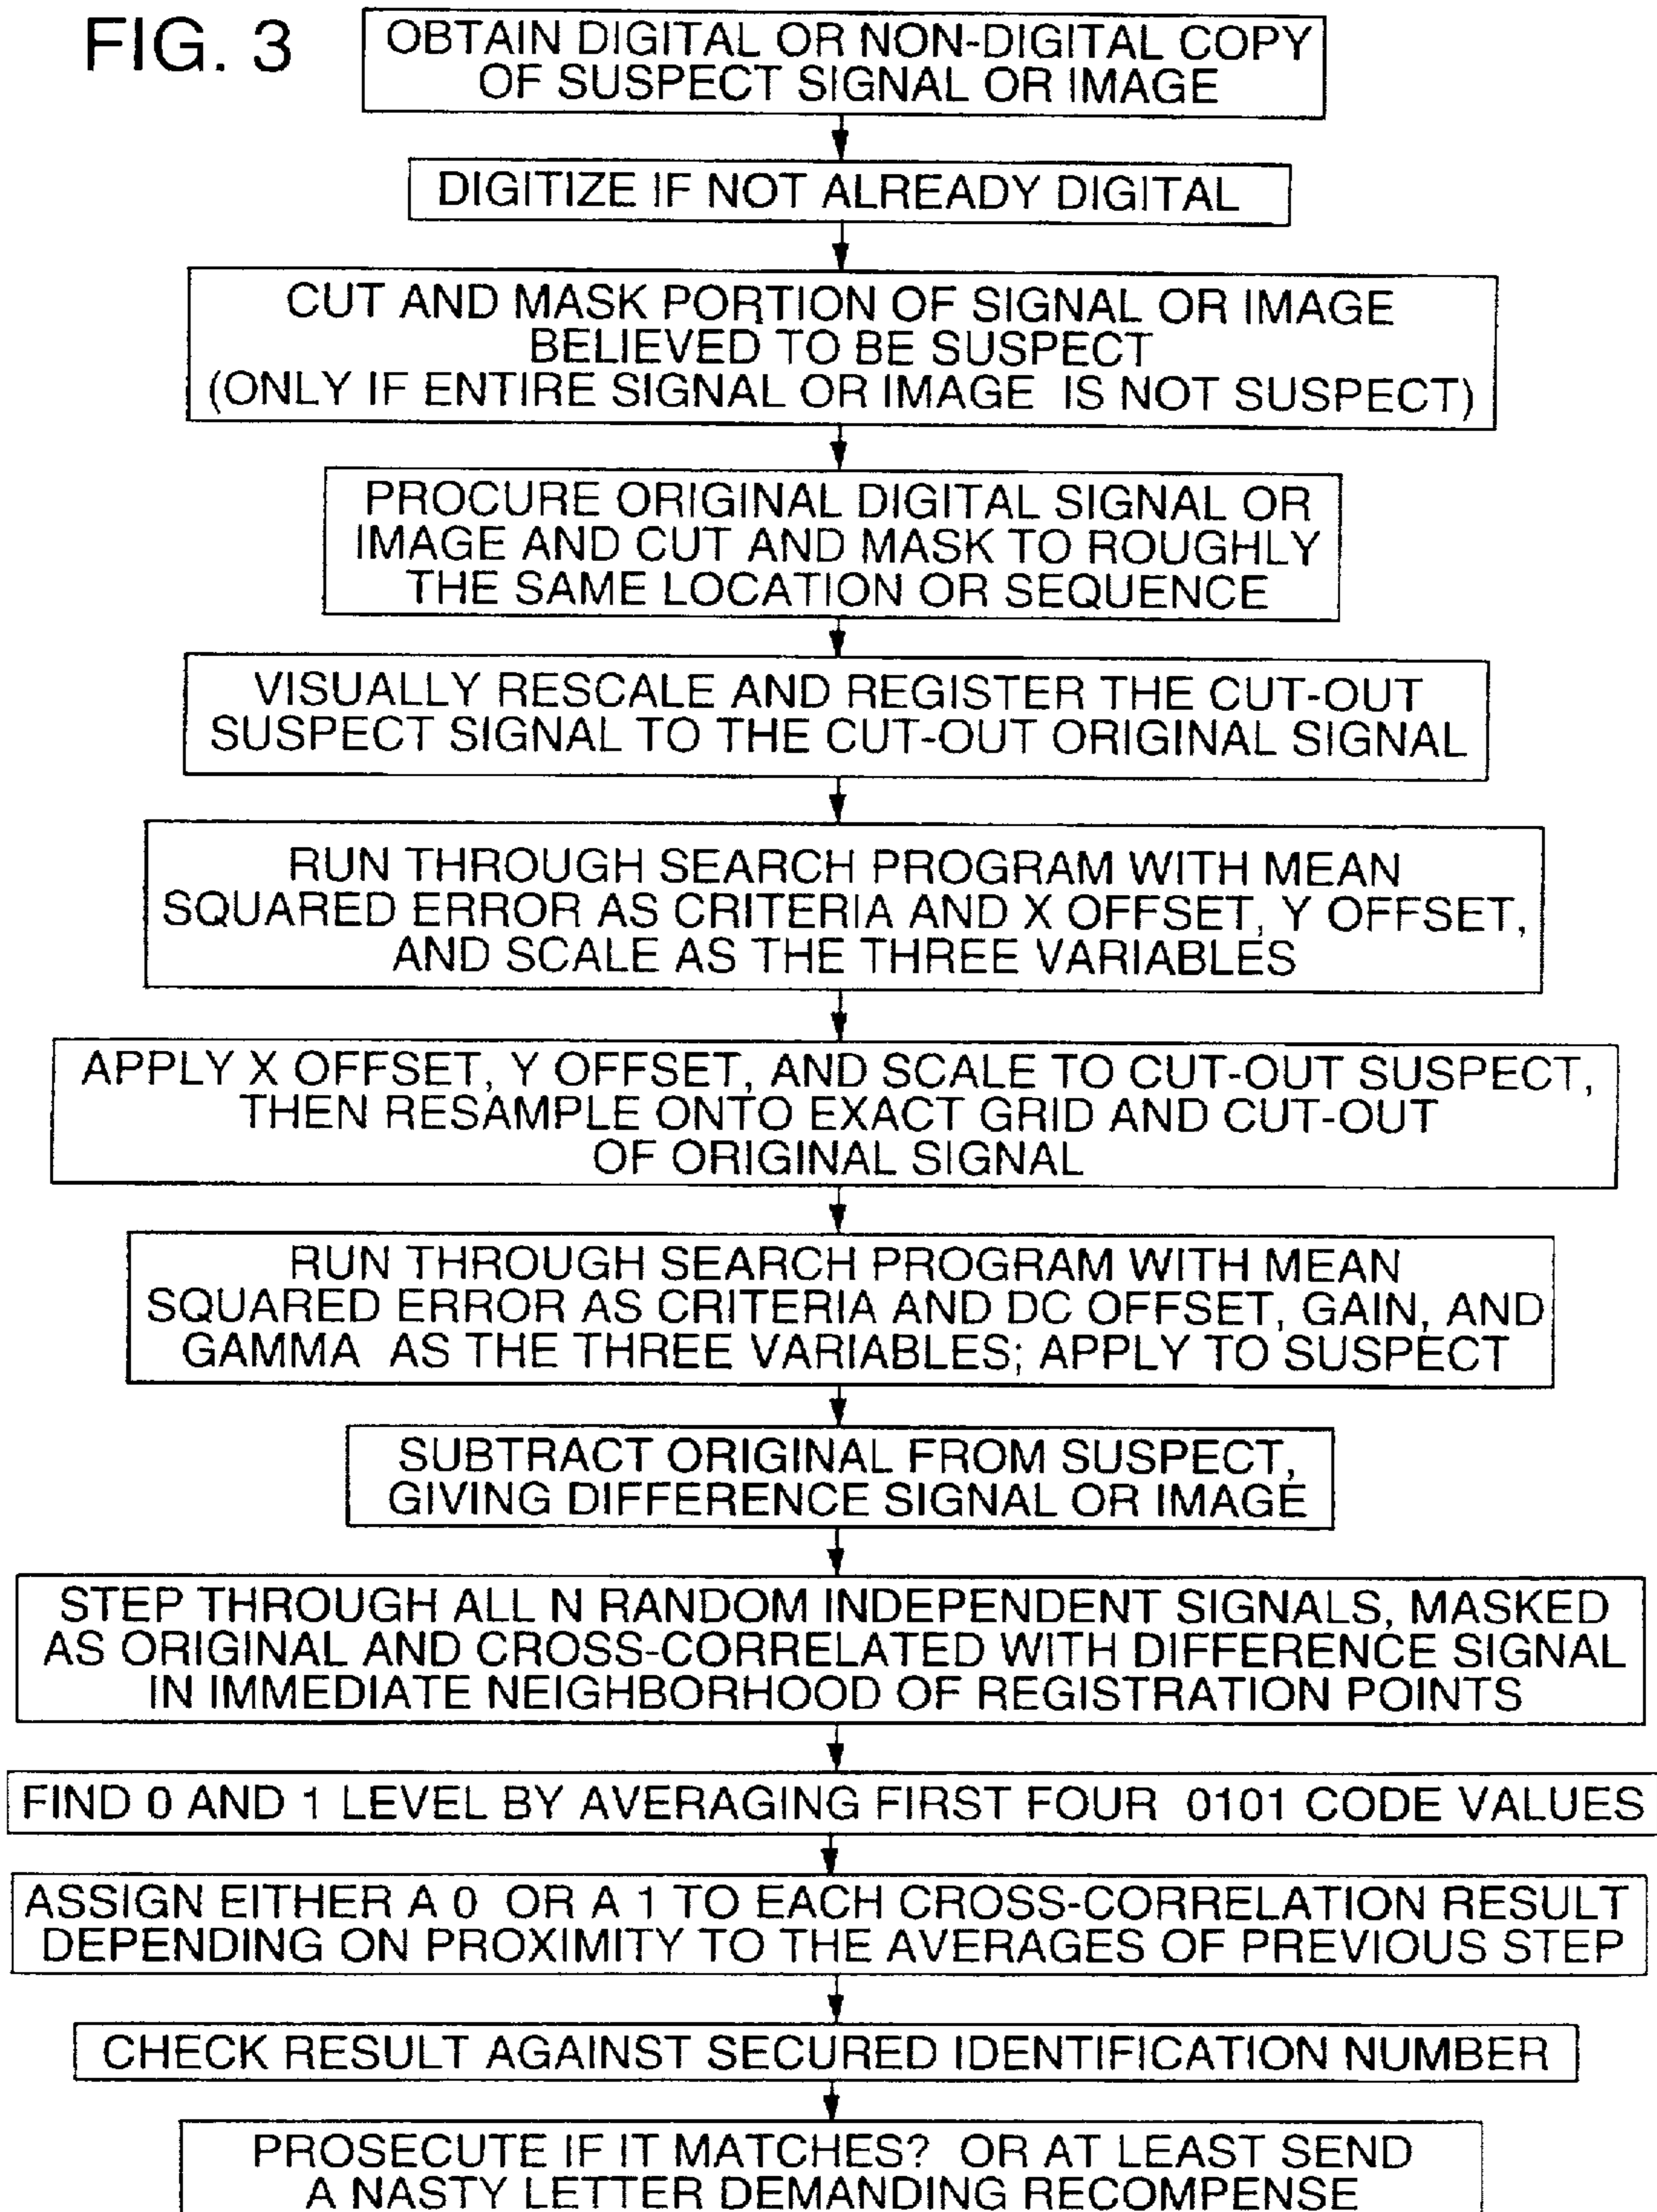 FIG. 3
OBTAIN DIGITAL OR NON-DIGITAL COPY
OF SUSPECT SIGNAL OR IMAGE
DIGITIZE IF NOT ALREADY DIGITAL
CUT AND MASK PORTION OF SIGNAL OR IMAGE
BELIEVED TO BE SUSPECT
(ONLY IF ENTIRE SIGNAL OR IMAGE IS NOT SUSPECT)
PROCURE ORIGINAL DIGITAL SIGNAL OR
IMAGE AND CUT AND MASK TO ROUGHLY
THE SAME LOCATION OR SEQUENCE
VISUALLY RESCALE AND REGISTER THE CUT-OUT
SUSPECT SIGNAL TO THE CUT-OUT ORIGINAL SIGNAL
RUN THROUGH SEARCH PROGRAM WITH MEAN
SQUARED ERROR AS CRITERIA AND X OFFSET, Y OFFSET,
AND SCALE AS THE THREE VARIABLES
APPLY X OFFSET, Y OFFSET, AND SCALE TO CUT-OUT SUSPECT,
THEN RESAMPLE ONTO EXACT GRID AND CUT-OUT
OF ORIGINAL SIGNAL
RUN THROUGH SEARCH PROGRAM WITH MEAN
SQUARED ERROR AS CRITERIA AND DC OFFSET, GAIN, AND
GAMMA AS THE THREE VARIABLES; APPLY TO SUSPECT
SUBTRACT ORIGINAL FROM SUSPECT,
GIVING DIFFERENCE SIGNAL OR IMAGE
STEP THROUGH ALL N RANDOM INDEPENDENT SIGNALS, MASKED
AS ORIGINAL AND CROSS-CORRELATED WITH DIFFERENCE SIGNAL
IN IMMEDIATE NEIGHBORHOOD OF REGISTRATION POINTS
FIND 0 AND 1 LEVEL BY AVERAGING FIRST FOUR 0101 CODE VALUES
ASSIGN EITHER A 0 OR A 1 TO EACH CROSS-CORRELATION RESULT
DEPENDING ON PROXIMITY TO THE AVERAGES OF PREVIOUS STEP
CHECK RESULT AGAINST SECURED IDENTIFICATION NUMBER
PROSECUTE IF IT MATCHES? OR AT LEAST SEND
A NASTY LETTER DEMANDING RECOMPENSE